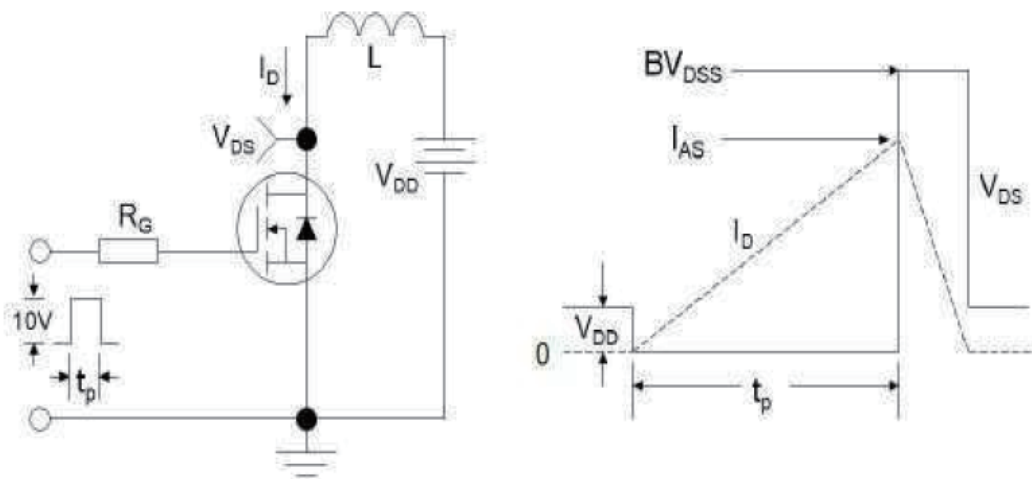 L
I_D
V_DS
V_DD
R_G
10V
t_p
BV_DSS
I_AS
V_DS
I_D
V_DD
0
t_p